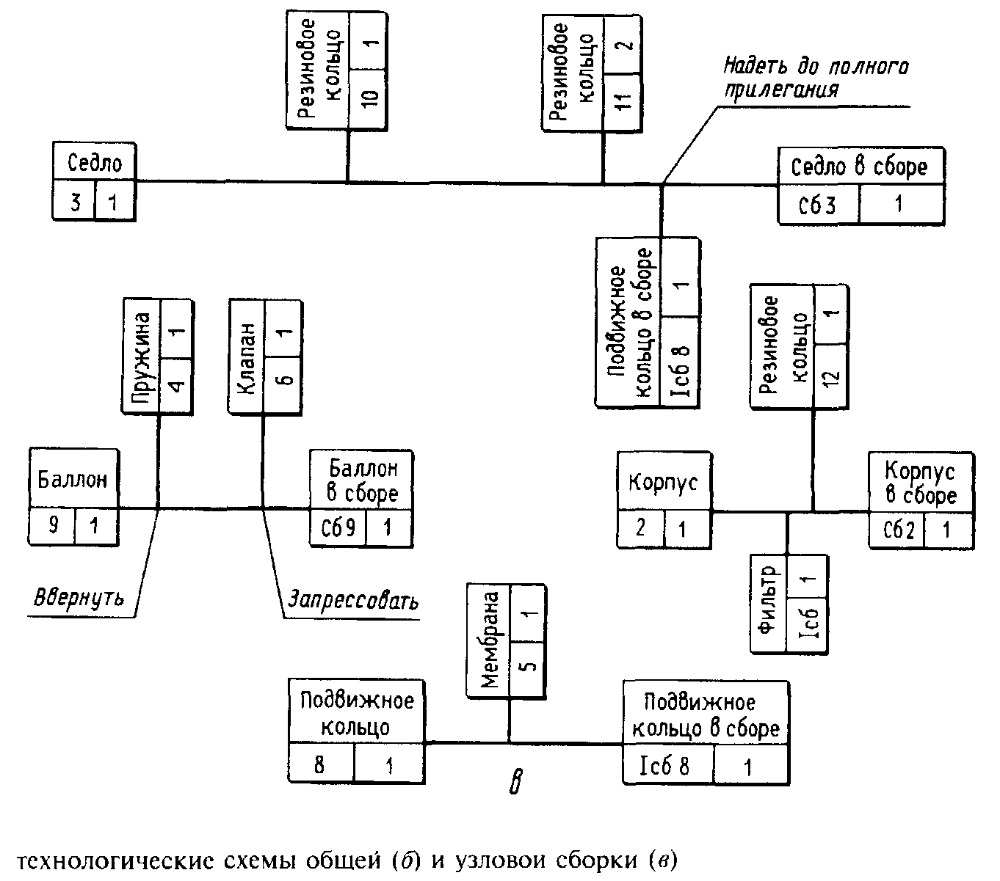 Резиновое
кольцо
1
10
Резиновое
кольцо
2
11
Надеть до полного
прилегания
Седло
3 1
Седло в сборе
Сб 3 1
Подвижное
кольцо в сборе
1
Iсб 8
Пружина
1
4
Клапан
1
6
Резиновое
кольцо
1
12
Баллон
9 1
Баллон
в сборе
Сб 9 1
Ввернуть
Запрессовать
Корпус
2 1
Корпус
в сборе
Сб 2 1
Фильтр
1
Iсб
Мембрана
1
5
Подвижное
кольцо
8 1
Подвижное
кольцо в сборе
Iсб 8 1
в
технологические схемы общей (б) и узловои сборки (в)